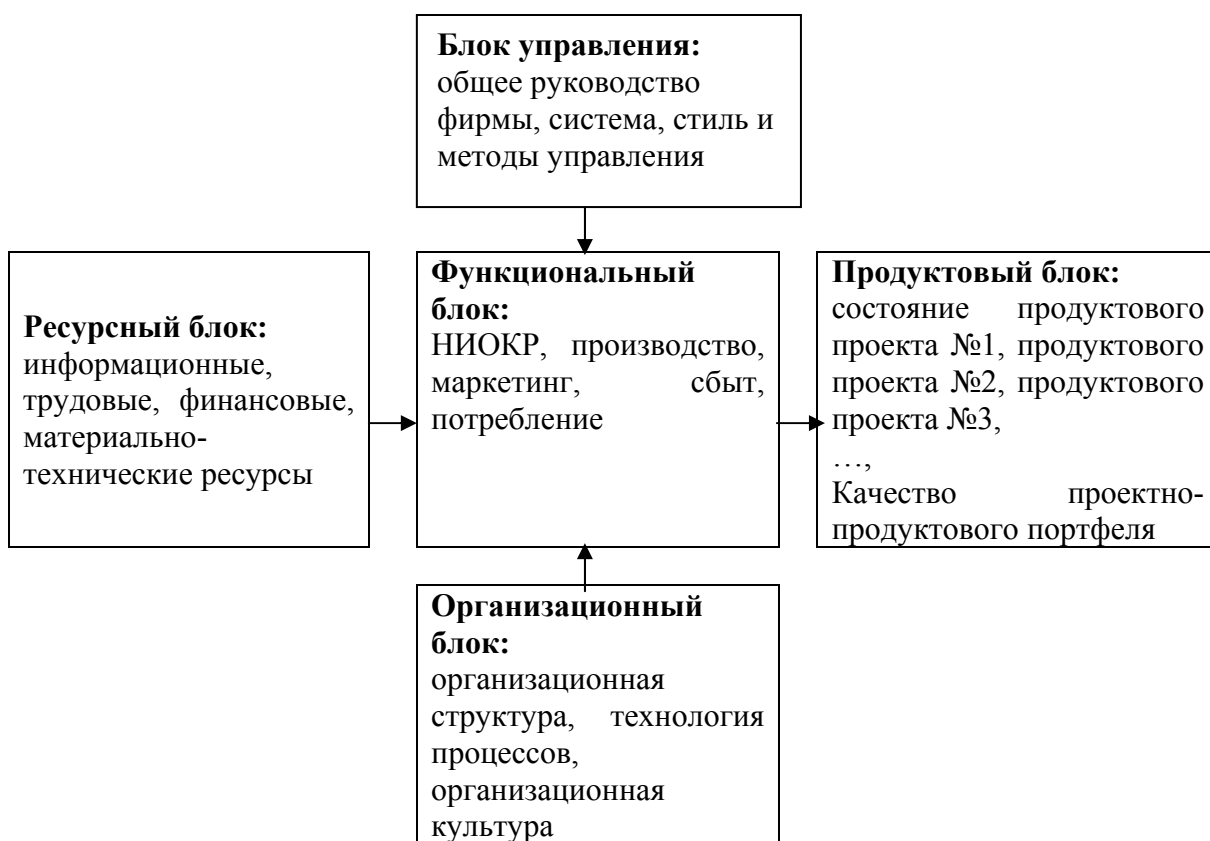 Блок управления:
общее руководство
фирмы, система, стиль и
методы управления
Ресурсный блок:
информационные,
трудовые, финансовые,
материально-
технические ресурсы
Функциональный
блок:
НИОКР, производство,
маркетинг, сбыт,
потребление
Продуктовый блок:
состояние продуктового
проекта №1, продуктового
проекта №2, продуктового
проекта №3,
…,
Качество проектно-
продуктового портфеля
Организационный
блок:
организационная
структура, технология
процессов,
организационная
культура